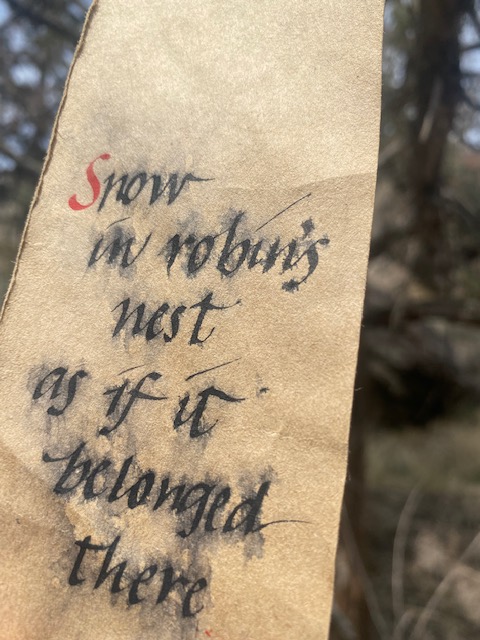 Snow
in robin's
nest
as if it
belonged
there